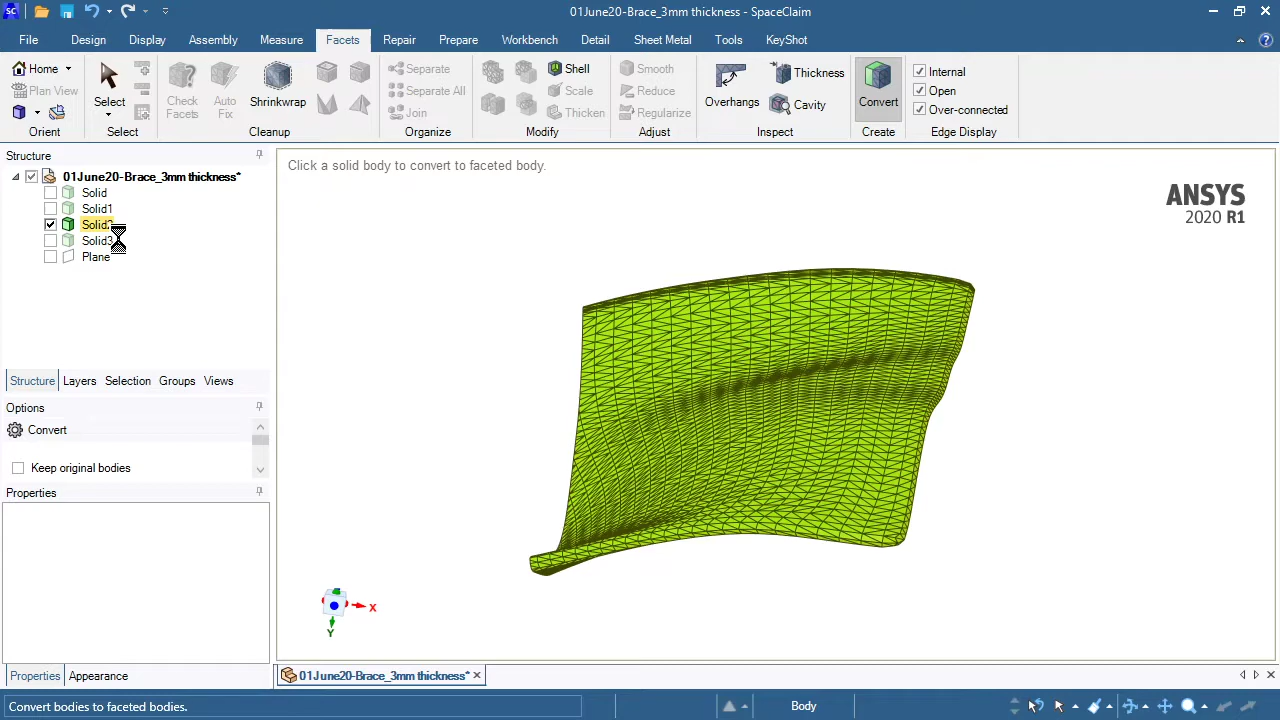 01June20-Brace_3mm thickness - SpaceClaim
File Design Display Assembly Measure Facets Repair Prepare Workbench Detail Sheet Metal Tools KeyShot
Home
Plan View
Orient
Select
Select
Check Facets
Auto Fix
Shrinkwrap
Cleanup
Separate
Separate All
Join
Organize
Shell
Scale
Thicken
Modify
Smooth
Reduce
Regularize
Adjust
Overhangs
Thickness
Cavity
Inspect
Convert
Create
Internal
Open
Over-connected
Edge Display
Structure
01June20-Brace_3mm thickness*
Solid
Solid1
Solid2
Solid3
Plane
Structure Layers Selection Groups Views
Options
Convert
Keep original bodies
Properties
Properties Appearance
Click a solid body to convert to faceted body.
ANSYS
2020 R1
X
Y
01June20-Brace_3mm thickness*
Convert bodies to faceted bodies.
Body